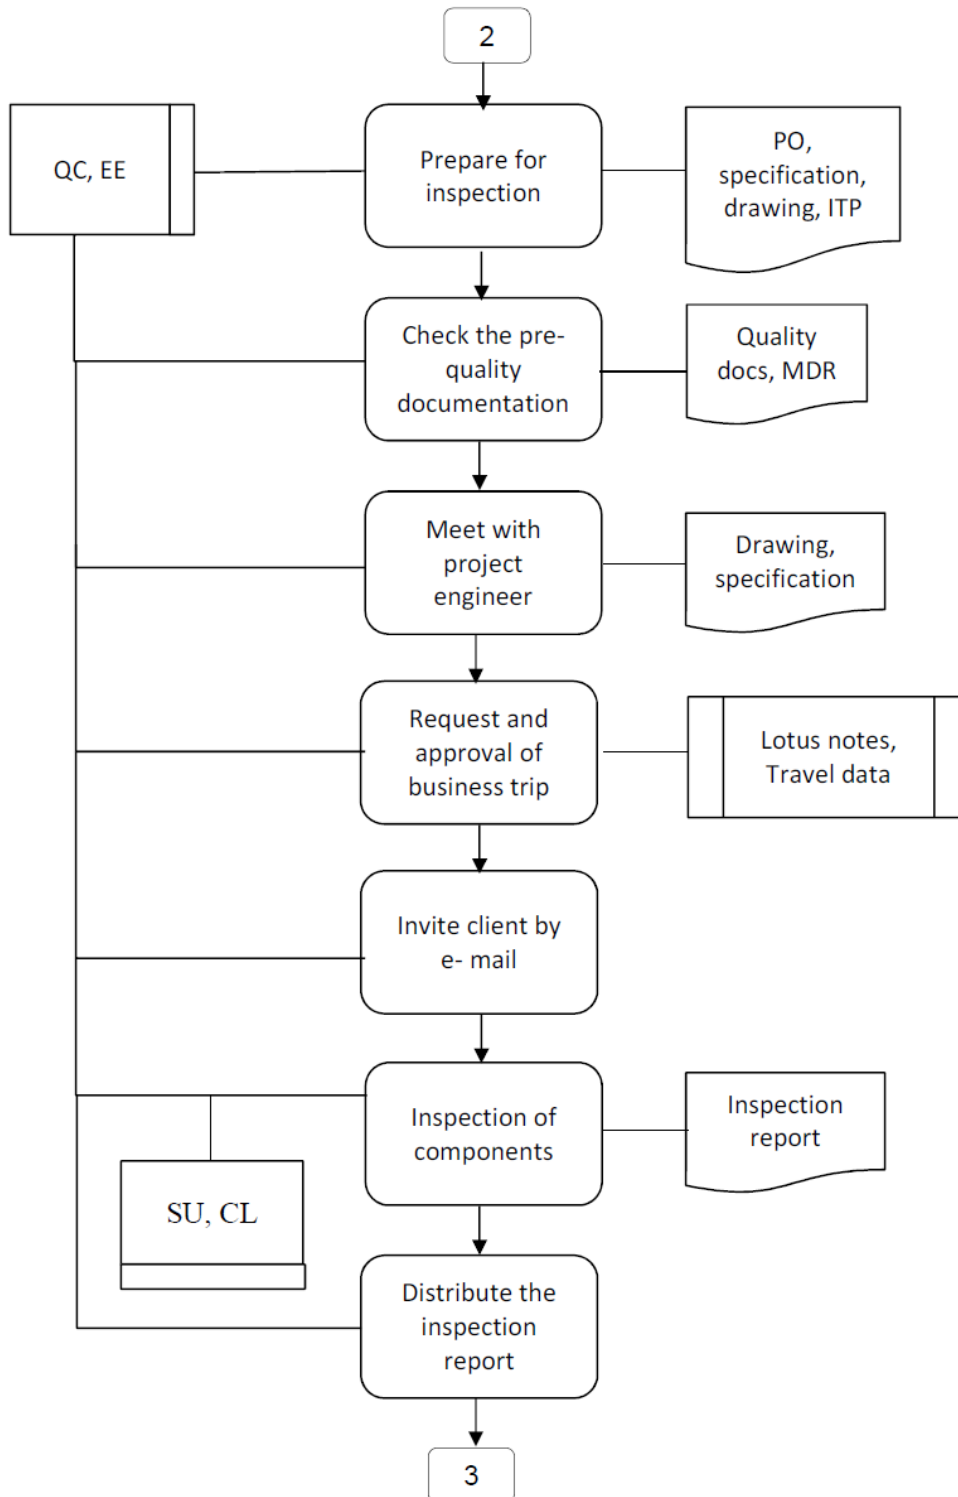 2
QC, EE
Prepare for
inspection
PO,
specification,
drawing, ITP
Check the pre-
quality
documentation
Quality
docs, MDR
Meet with
project
engineer
Drawing,
specification
Request and
approval of
business trip
Lotus notes,
Travel data
Invite client by
e- mail
Inspection of
components
Inspection
report
SU, CL
Distribute the
inspection
report
3